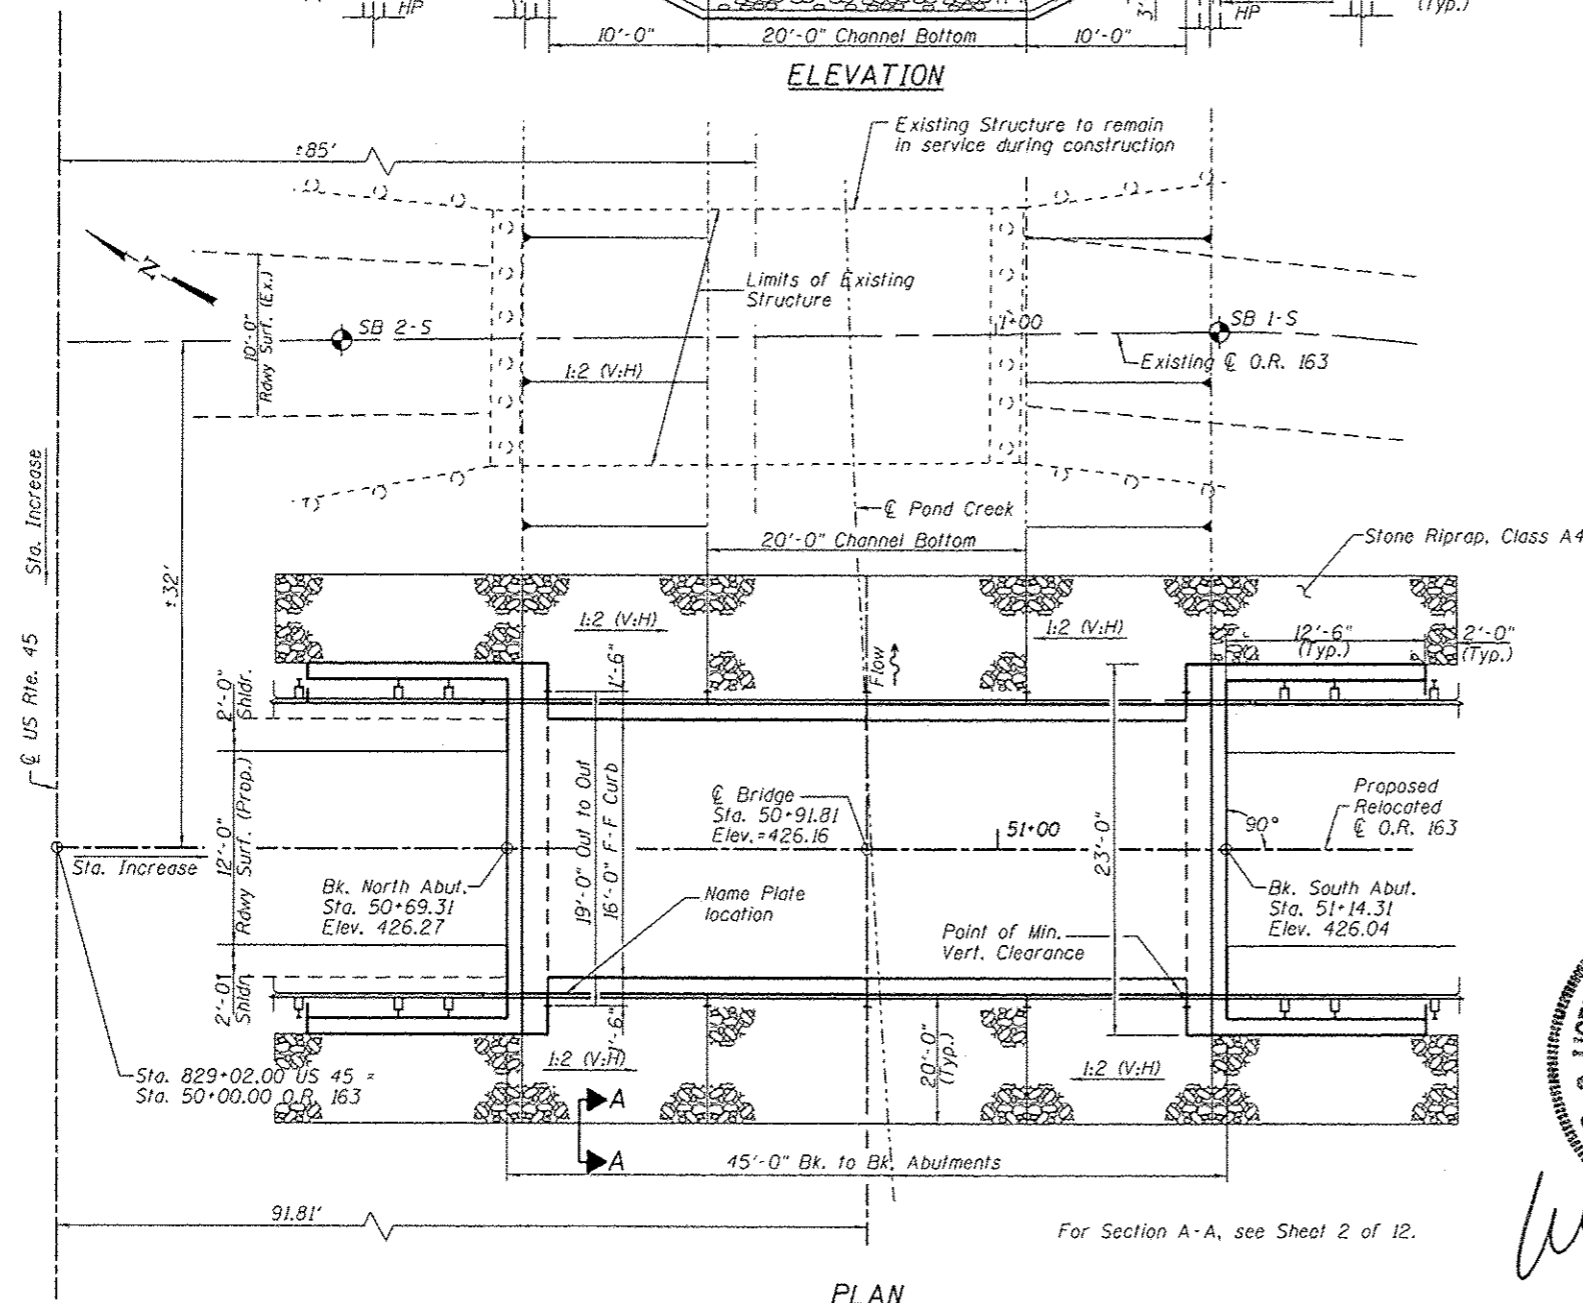 HP
HP
(Typ.)
3'
10'-0"
20'-0" Channel Bottom
10'-0"
ELEVATION
Existing Structure to remain
in service during construction
±85'
N
10'-0"
Rdwy Surf. (Ex.)
Limits of Existing
Structure
SB 2-S
1+00
SB 1-S
Existing ℄ O.R. 163
1:2 (V:H)
Sta. Increase
±32'
℄ Pond Creek
20'-0" Channel Bottom
Stone Riprap, Class A4
1:2 (V:H)
1:2 (V:H)
12'-6"
(Typ.)
2'-0"
(Typ.)
1'-6"
Flow
℄ US Rte. 45
2'-0"
Shldr.
12'-0"
Rdwy Surf. (Prop.)
2'-0"
Shldr.
19'-0" Out to Out
16'-0" F-F Curb
℄ Bridge
Sta. 50+91.81
Elev.=426.16
51+00
23'-0"
90°
Proposed
Relocated
℄ O.R. 163
Sta. Increase
Bk. North Abut.
Sta. 50+69.31
Elev. 426.27
Name Plate
location
Point of Min.
Vert. Clearance
Bk. South Abut.
Sta. 51+14.31
Elev. 426.04
1'-6"
1:2 (V:H)
20'-0"
(Typ.)
1:2 (V:H)
Sta. 829+02.00 US 45 =
Sta. 50+00.00 O.R. 163
A
A
45'-0" Bk. to Bk. Abutments
91.81'
For Section A-A, see Sheet 2 of 12.
PLAN